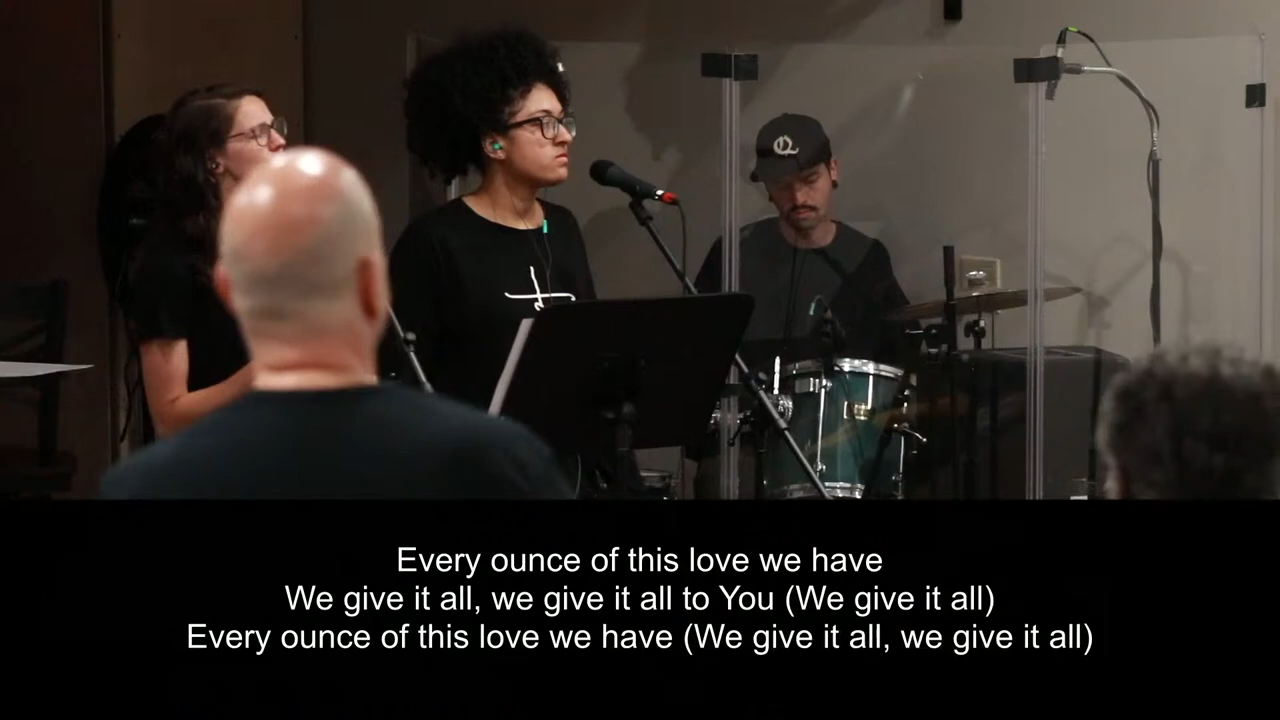 Q
Every ounce of this love we have
We give it all, we give it all to You (We give it all)
Every ounce of this love we have (We give it all, we give it all)